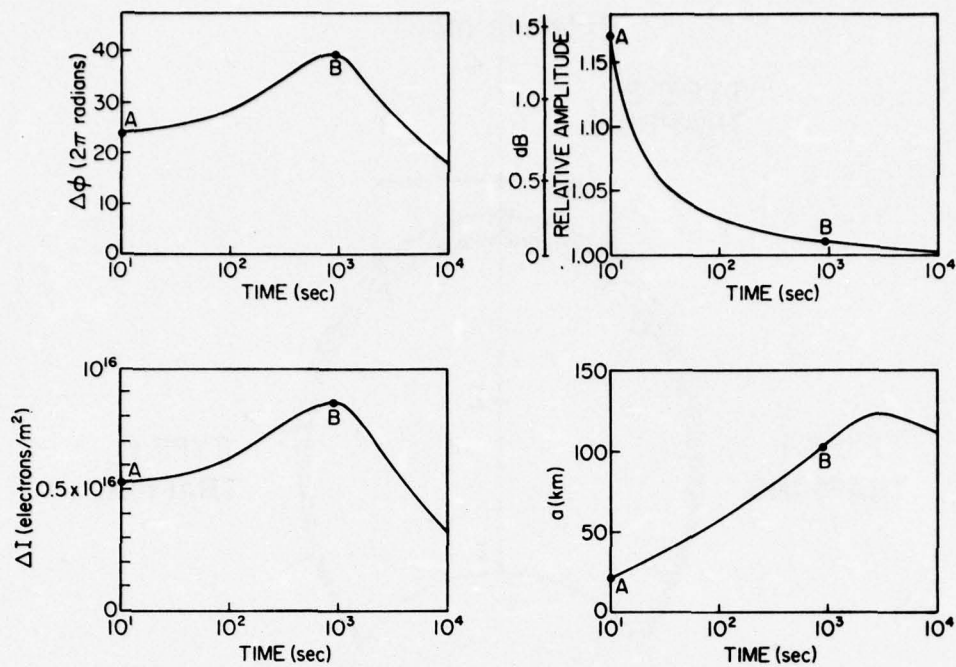 Δϕ (2π radians)
40
30
20
10
0
A
B
10¹
10²
10³
10⁴
TIME (sec)
dB
1.5
1.0
0.5
0
RELATIVE AMPLITUDE
1.15
1.10
1.05
1.00
A
B
10¹
10²
10³
10⁴
TIME (sec)
ΔI (electrons/m²)
10¹⁶
0.5x10¹⁶
0
A
B
10¹
10²
10³
10⁴
TIME (sec)
a (km)
150
100
50
0
A
B
10¹
10²
10³
10⁴
TIME (sec)